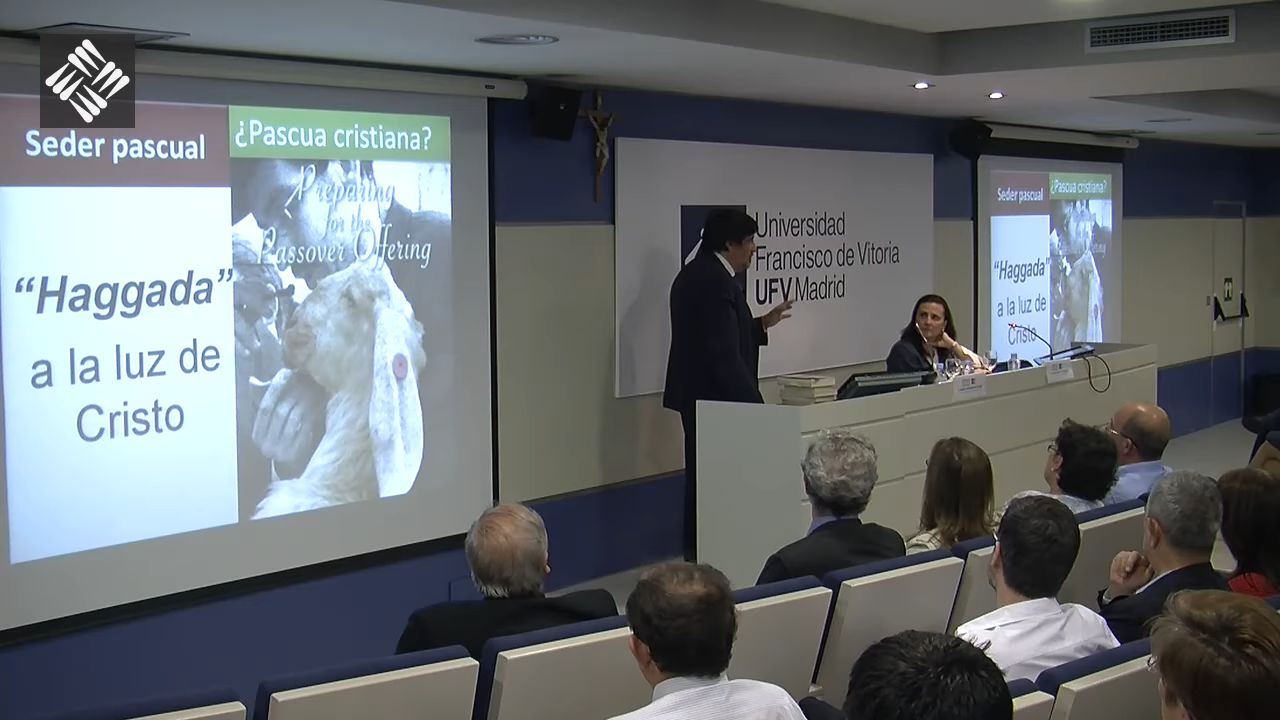 Seder pascual
¿Pascua cristiana?
Preparing
for the
Passover Offering
“Haggada”
a la luz de
Cristo
Universidad
Francisco de Vitoria
UFV Madrid
Seder pascual
¿Pascua cristiana?
“Haggada”
a la luz de
Cristo